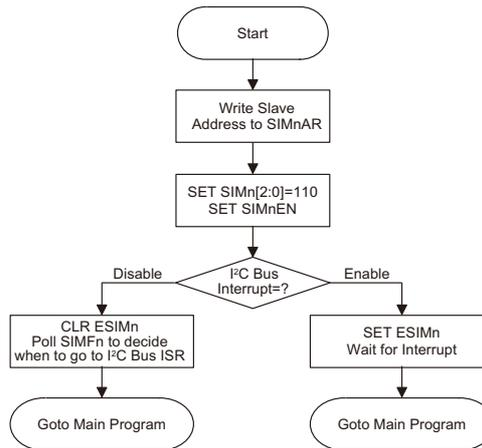 Start
Write Slave
Address to SIMnAR
SET SIMn[2:0]=110
SET SIMnEN
I²C Bus
Interrupt=?
Disable
Enable
CLR ESIMn
Poll SIMFn to decide
when to go to I²C Bus ISR
SET ESIMn
Wait for Interrupt
Goto Main Program
Goto Main Program